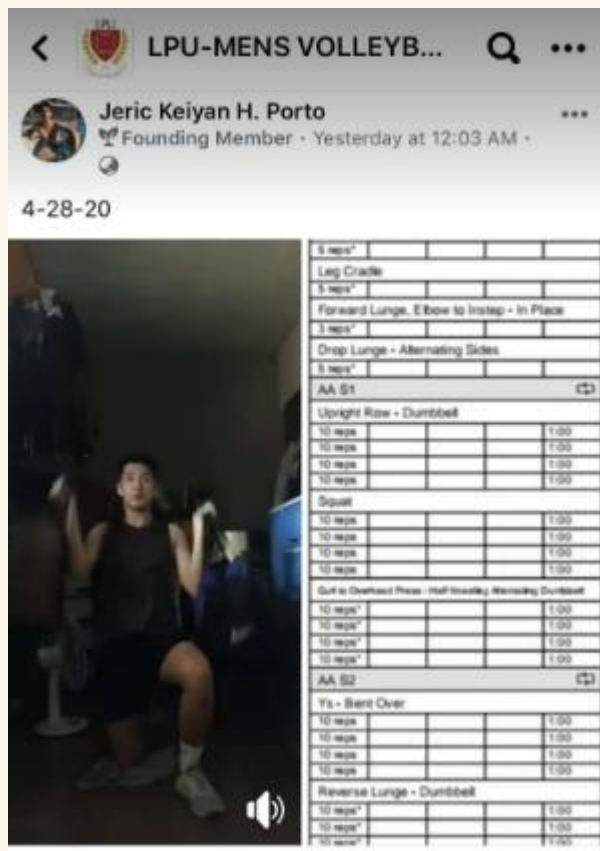 LPU-MENS VOLLEYB...
Jeric Keiyan H. Porto
Founding Member · Yesterday at 12:03 AM ·
4-28-20
5 reps*
Leg Cradle
5 reps*
Forward Lunge, Elbow to Instep - In Place
3 reps*
Drop Lunge - Alternating Sides
5 reps*
AA S1
Upright Row - Dumbbell
10 reps 1:00
10 reps 1:00
10 reps 1:00
10 reps 1:00
Squat
10 reps 1:00
10 reps 1:00
10 reps 1:00
10 reps 1:00
Curl to Overhead Press - Half Kneeling Alternating Dumbbell
10 reps* 1:00
10 reps* 1:00
10 reps* 1:00
10 reps* 1:00
AA S2
Ys - Bent Over
10 reps 1:00
10 reps 1:00
10 reps 1:00
10 reps 1:00
Reverse Lunge - Dumbbell
10 reps* 1:00
10 reps* 1:00
10 reps* 1:00